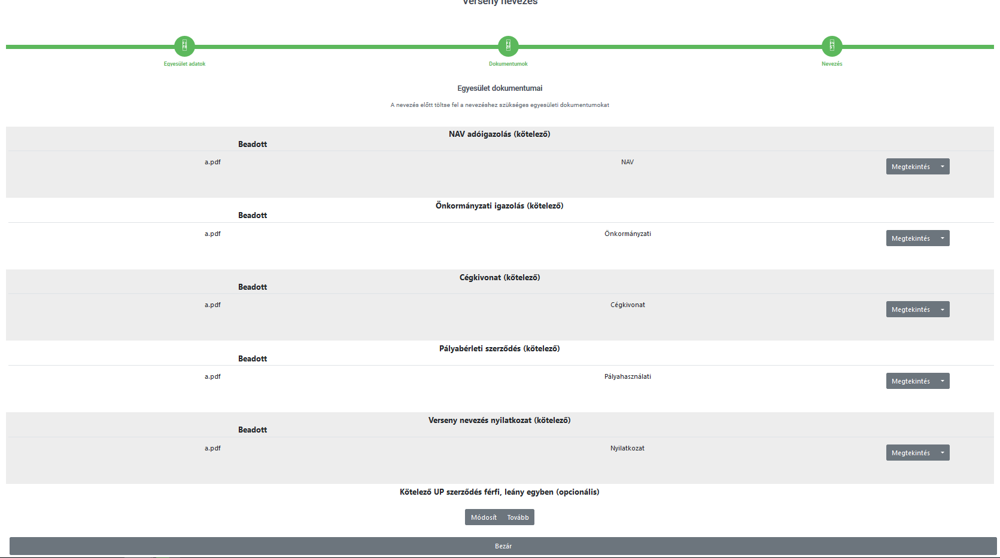 Verseny nevezés
Egyesület adatok Dokumentumok Nevezés
Egyesület dokumentumai
A nevezés előtt töltse fel a nevezéshez szükséges egyesületi dokumentumokat
NAV adóigazolás (kötelező)
Beadott
a.pdf NAV Megtekintés
Önkormányzati igazolás (kötelező)
Beadott
a.pdf Önkormányzati Megtekintés
Cégkivonat (kötelező)
Beadott
a.pdf Cégkivonat Megtekintés
Pályabérleti szerződés (kötelező)
Beadott
a.pdf Pályahasználati Megtekintés
Verseny nevezés nyilatkozat (kötelező)
Beadott
a.pdf Nyilatkozat Megtekintés
Kötelező UP szerződés férfi, leány egyben (opcionális)
Módosít Tovább
Bezár